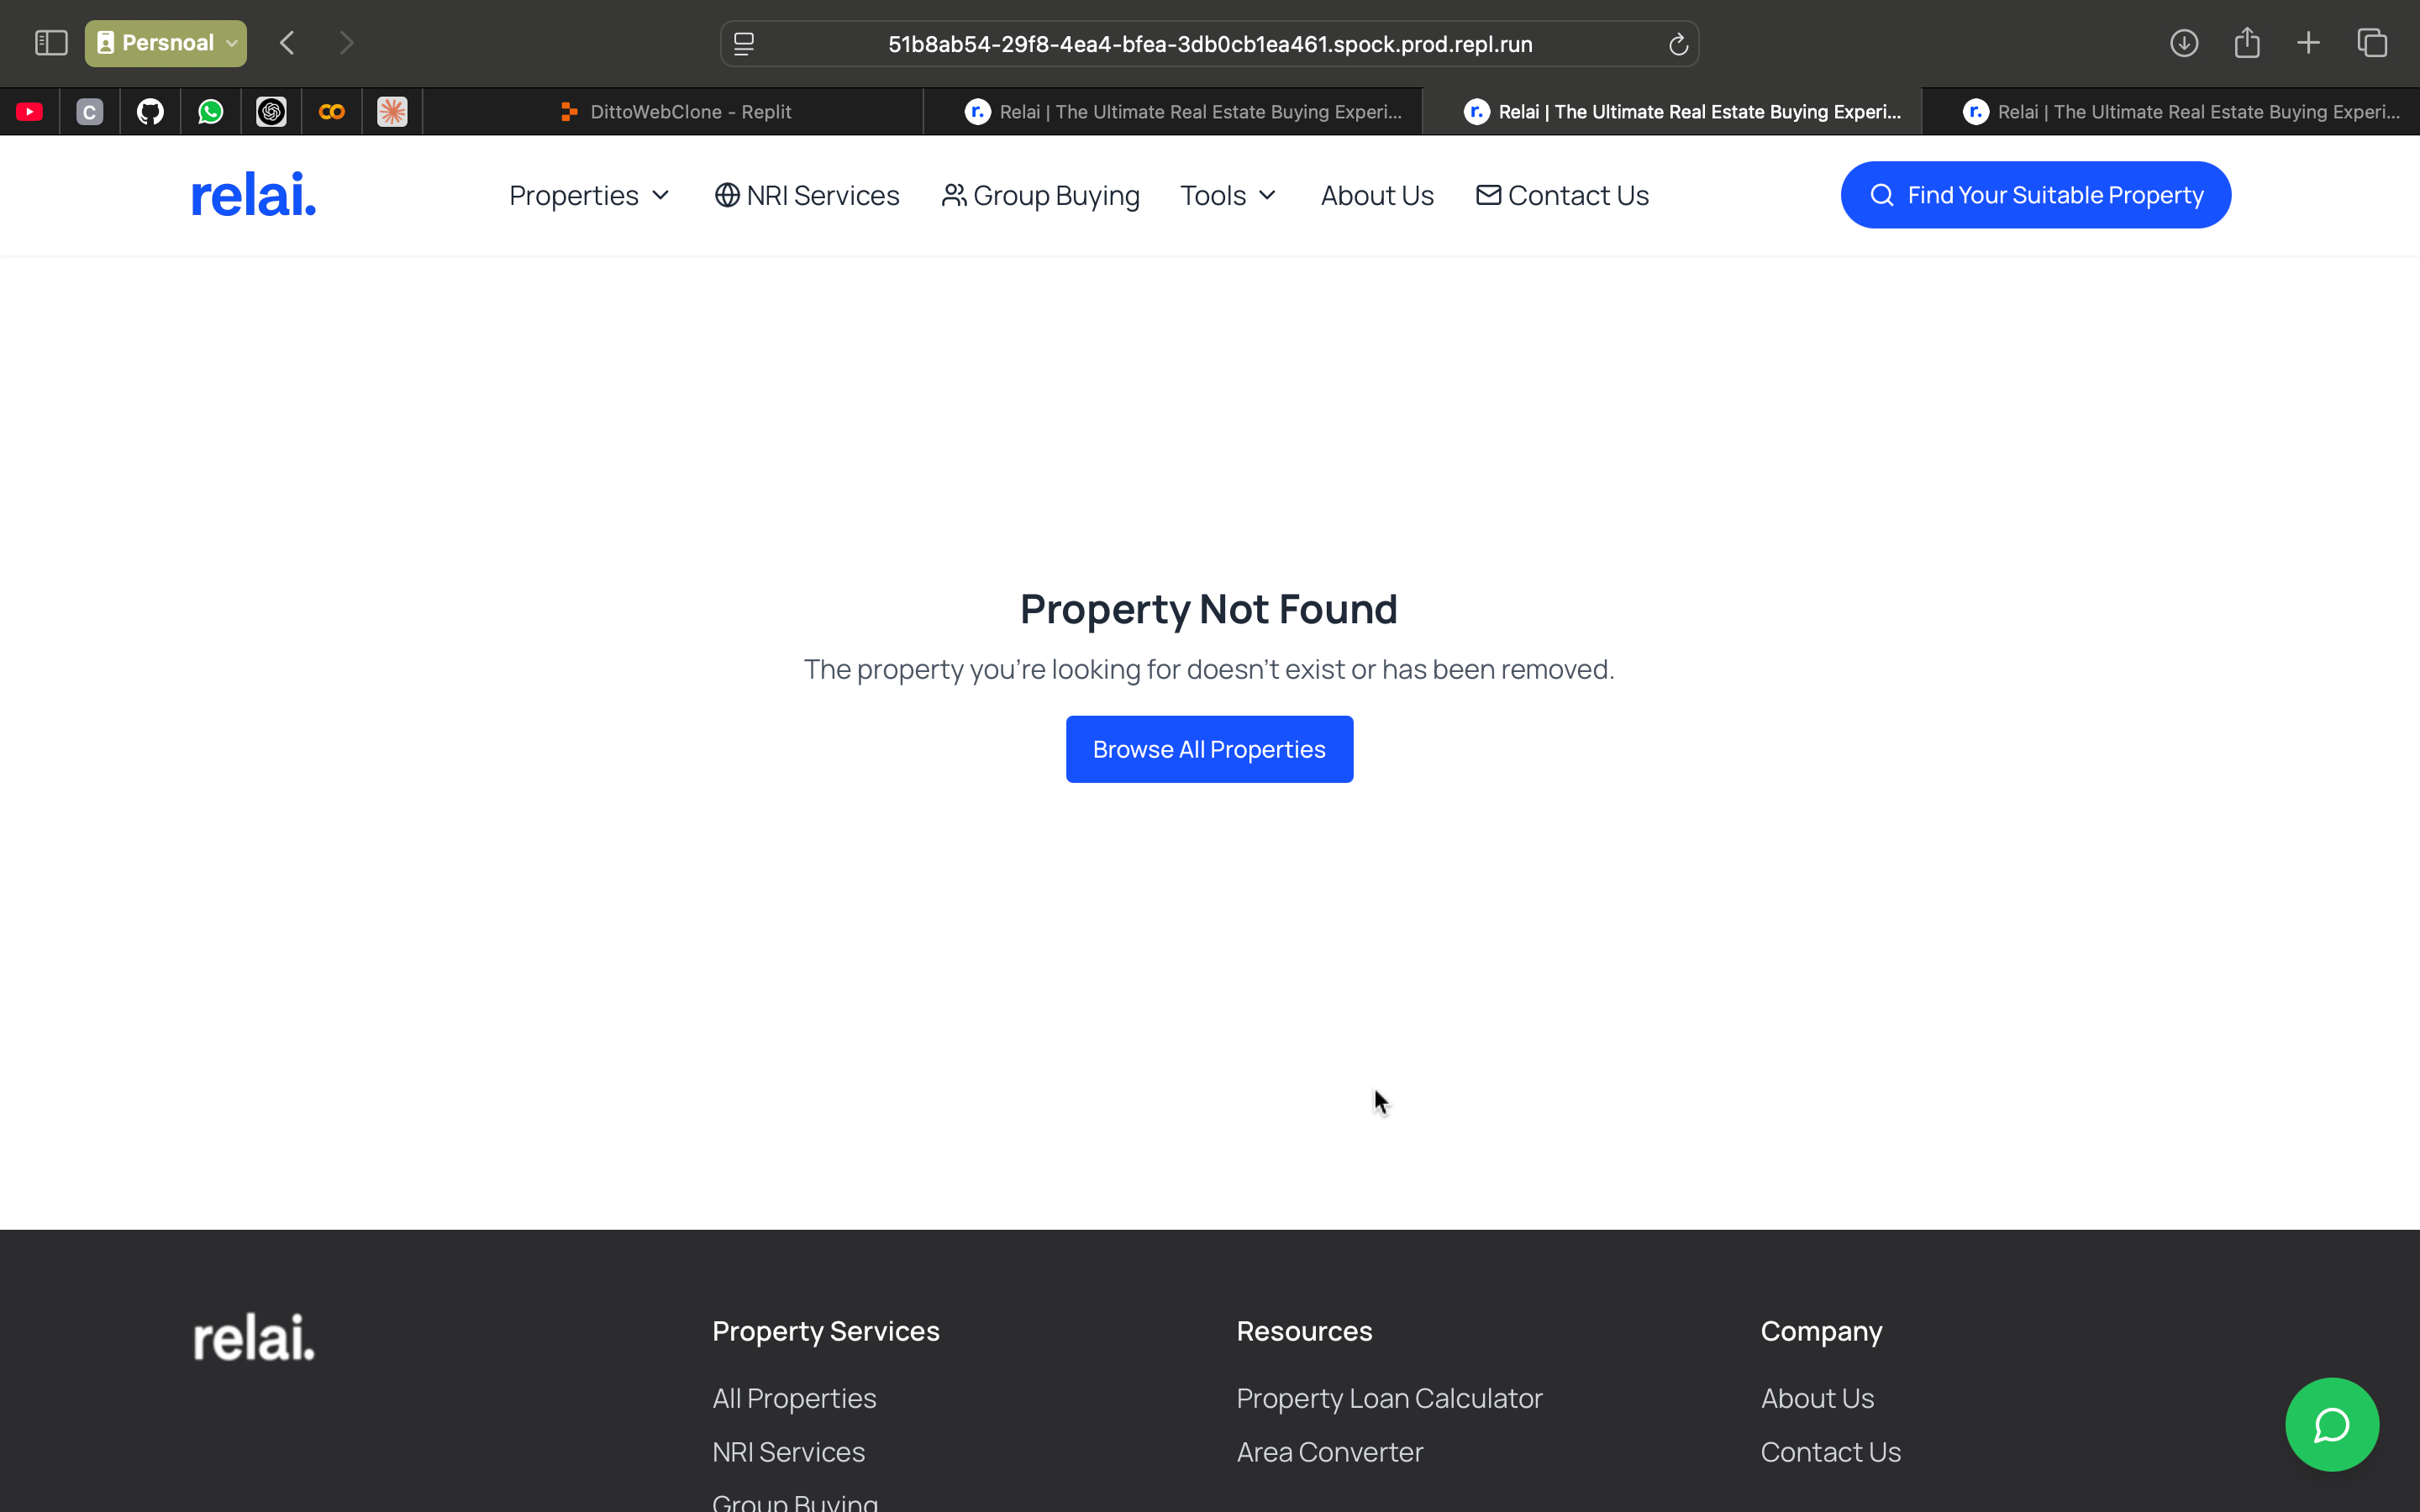 Persnoal
51b8ab54-29f8-4ea4-bfea-3db0cb1ea461.spock.prod.repl.run
C
DittoWebClone - Replit
r. Relai | The Ultimate Real Estate Buying Experi...
r. Relai | The Ultimate Real Estate Buying Experi...
r. Relai | The Ultimate Real Estate Buying Experi...
relai.
Properties
NRI Services
Group Buying
Tools
About Us
Contact Us
Find Your Suitable Property
Property Not Found
The property you're looking for doesn't exist or has been removed.
Browse All Properties
relai.
Property Services
Resources
Company
All Properties
Property Loan Calculator
About Us
NRI Services
Area Converter
Contact Us
Group Buying